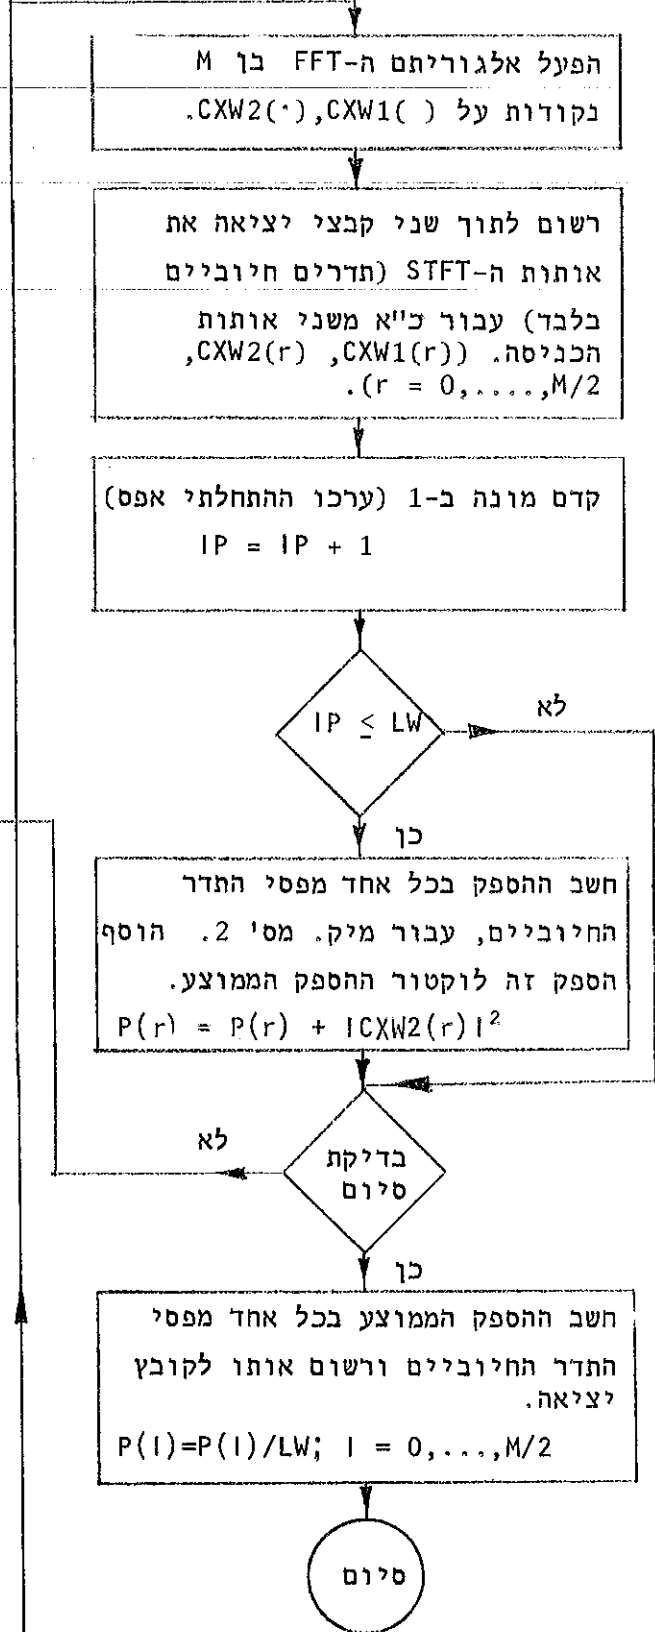 הפעל אלגוריתם ה-FFT בן M
נקודות על CXW2(·),CXW1( ).
רשום לתוך שני קבצי יציאה את
אותות ה-STFT (תדרים חיוביים
בלבד) עבור כ"א משני אותות
הכניסה. (CXW2(r) ,CXW1(r),
r = 0,....,M/2).
קדם מונה ב-1 (ערכו ההתחלתי אפס)
IP = IP + 1
IP ≤ LW
לא
כן
חשב ההספק בכל אחד מפסי התדר
החיוביים, עבור מיק. מס' 2. הוסף
הספק זה לוקטור ההספק הממוצע.
P(r) = P(r) + |CXW2(r)|²
לא
בדיקת
סיום
כן
חשב ההספק הממוצע בכל אחד מפסי
התדר החיוביים ורשום אותו לקובץ
יציאה.
P(I)=P(I)/LW; I = 0,...,M/2
סיום